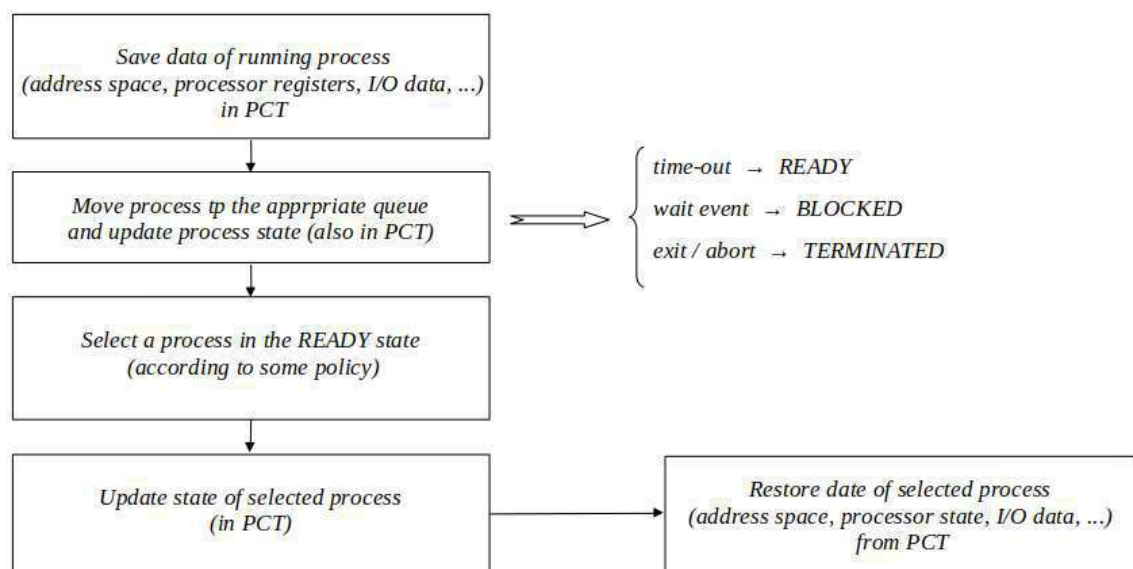 Save data of running process
(address space, processor registers, I/O data, ...)
in PCT
Move process tp the apprpriate queue
and update process state (also in PCT)
time-out → READY
wait event → BLOCKED
exit / abort → TERMINATED
Select a process in the READY state
(according to some policy)
Update state of selected process
(in PCT)
Restore date of selected process
(address space, processor state, I/O data, ...)
from PCT